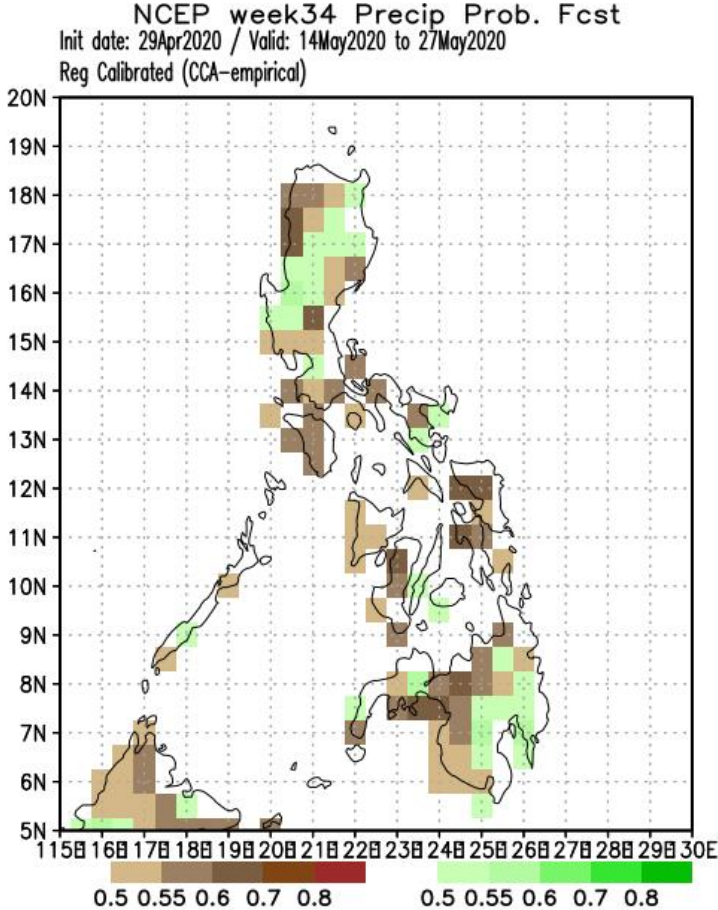 NCEP week34 Precip Prob. Fcst
Init date: 29Apr2020 / Valid: 14May2020 to 27May2020
Reg Calibrated (CCA-empirical)
20N
19N
18N
17N
16N
15N
14N
13N
12N
11N
10N
9N
8N
7N
6N
5N
115E 116E 117E 118E 119E 120E 121E 122E 123E 124E 125E 126E 127E 128E 129E 130E
0.5 0.55 0.6 0.7 0.8 0.5 0.55 0.6 0.7 0.8